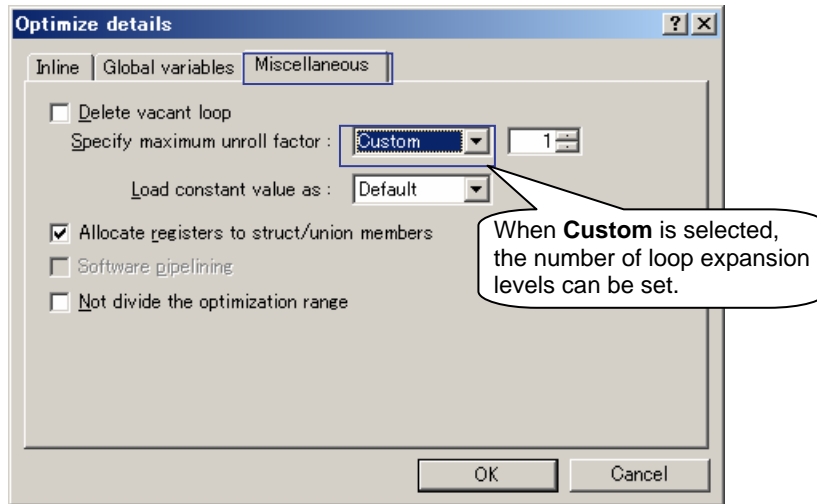 Optimize details
Inline Global variables Miscellaneous
Delete vacant loop
Specify maximum unroll factor : Custom 1
Load constant value as : Default
Allocate registers to struct/union members
Software pipelining
Not divide the optimization range
When Custom is selected,
the number of loop expansion
levels can be set.
OK Cancel